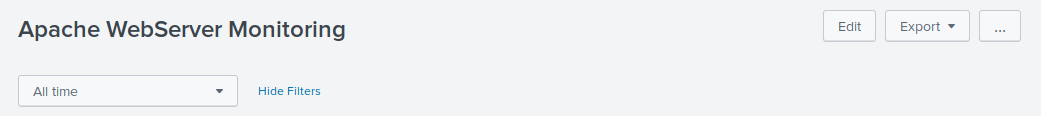 Apache WebServer Monitoring
Edit
Export
...
All time
Hide Filters